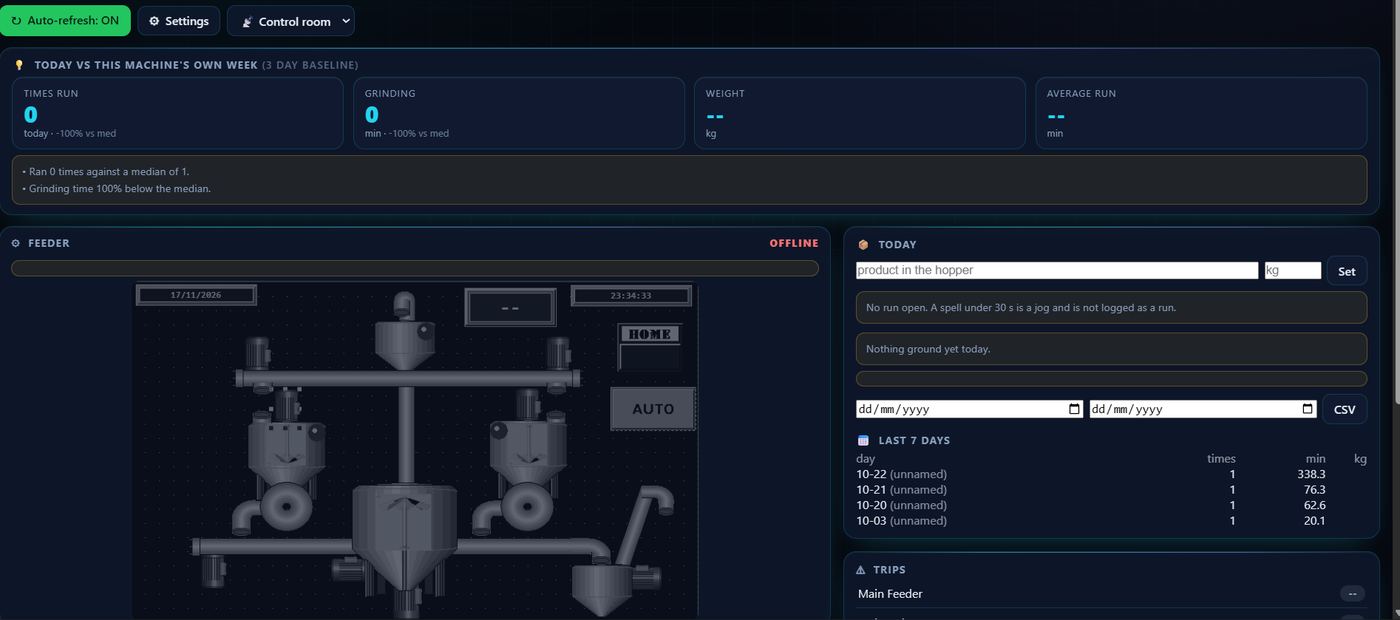 Auto-refresh: ON
Settings
Control room
TODAY VS THIS MACHINE'S OWN WEEK (3 DAY BASELINE)
TIMES RUN
0
today · -100% vs med
GRINDING
0
min · -100% vs med
WEIGHT
--
kg
AVERAGE RUN
--
min
• Ran 0 times against a median of 1.
• Grinding time 100% below the median.
FEEDER
OFFLINE
17/11/2026
--
23:34:33
HOME
AUTO
TODAY
product in the hopper
kg
Set
No run open. A spell under 30 s is a jog and is not logged as a run.
Nothing ground yet today.
dd/mm/yyyy
dd/mm/yyyy
CSV
LAST 7 DAYS
day times min kg
10-22 (unnamed) 1 338.3
10-21 (unnamed) 1 76.3
10-20 (unnamed) 1 62.6
10-03 (unnamed) 1 20.1
TRIPS
Main Feeder --